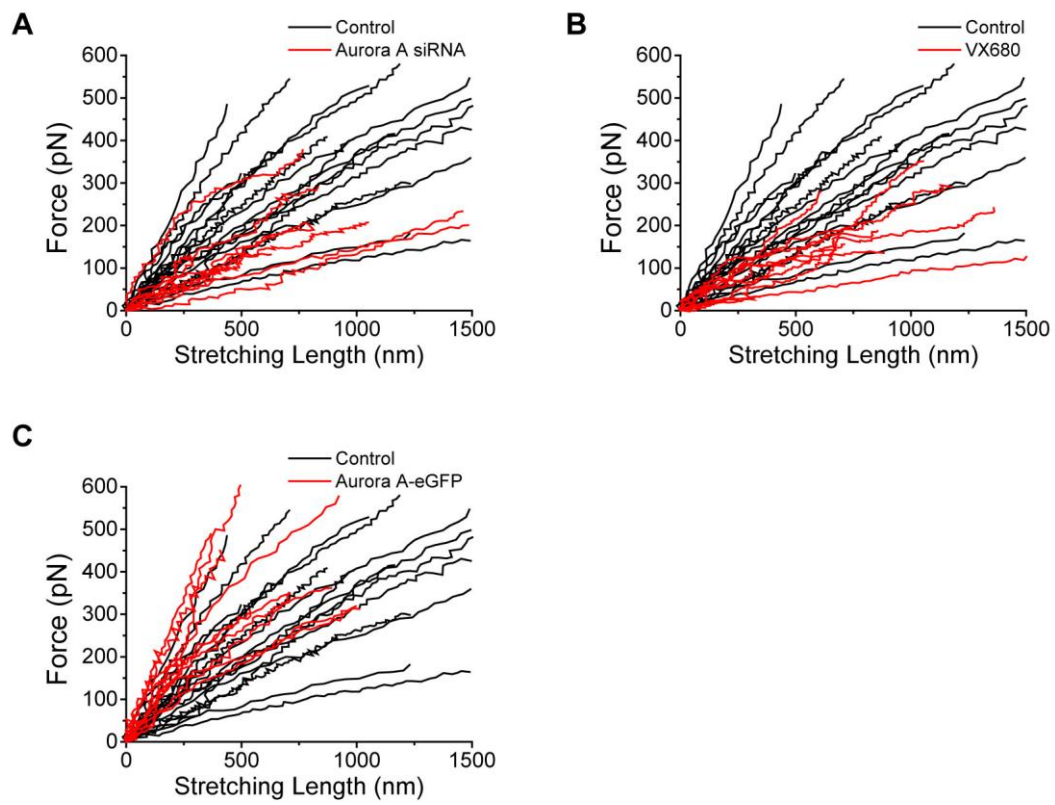 A
Control
Aurora A siRNA
600
500
400
300
200
100
0
Force (pN)
0 500 1000 1500
Stretching Length (nm)
B
Control
VX680
600
500
400
300
200
100
0
Force (pN)
0 500 1000 1500
Stretching Length (nm)
C
Control
Aurora A-eGFP
600
500
400
300
200
100
0
Force (pN)
0 500 1000 1500
Stretching Length (nm)